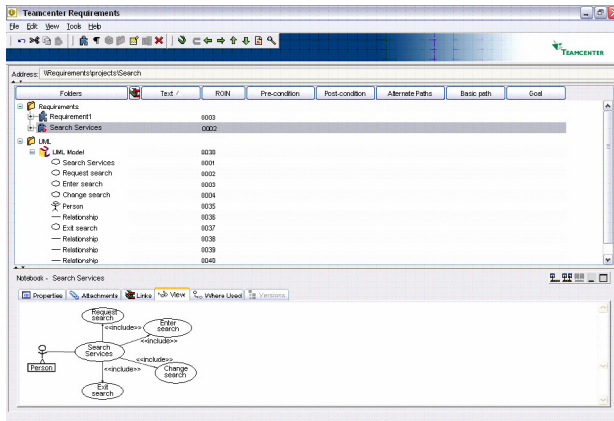 Teamcenter Requirements
File Edit View Tools Help
TEAMCENTER
Address: \\Requirements\projects\Search
Folders Text / ROIN Pre-condition Post-condition Alternate Paths Basic path Goal
Requirements
Requirement1 0003
Search Services 0002
UML
UML Model 0030
Search Services 0001
Request search 0002
Enter search 0003
Change search 0004
Person 0035
Relationship 0036
Exit search 0037
Relationship 0038
Relationship 0039
Relationship 0040
Notebook - Search Services
Properties Attachments Links View Where Used Versions
Request
search
<<include>>
Enter
search
<<include>>
Search
Services
<<include>>
Person
<<include>>
Change
search
Exit
search